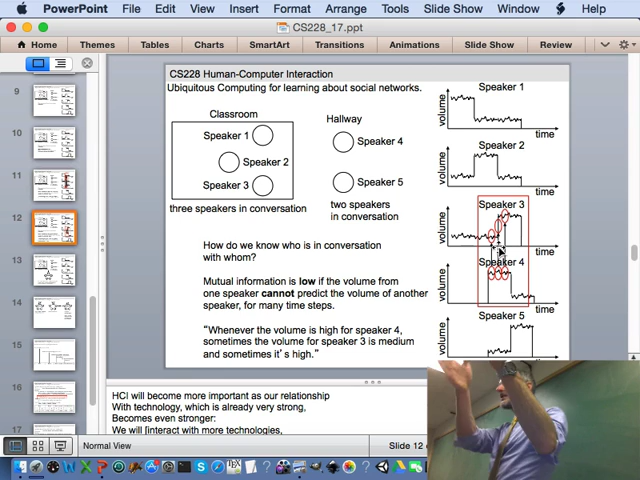 PowerPoint File Edit View Insert Format Arrange Tools Slide Show Window Help
CS228_17.ppt
Home Themes Tables Charts SmartArt Transitions Animations Slide Show Review
9
10
11
12
13
14
15
16
17
CS228 Human-Computer Interaction
Ubiquitous Computing for learning about social networks.
Classroom
Speaker 1
Speaker 2
Speaker 3
three speakers in conversation
Hallway
Speaker 4
Speaker 5
two speakers
in conversation
How do we know who is in conversation
with whom?
Mutual information is low if the volume from
one speaker cannot predict the volume of another
speaker, for many time steps.
“Whenever the volume is high for speaker 4,
sometimes the volume for speaker 3 is medium
and sometimes it's high.”
Speaker 1
volume
time
Speaker 2
volume
time
Speaker 3
volume
time
Speaker 4
volume
time
Speaker 5
volume
HCI will become more important as our relationship
With technology, which is already very strong,
Becomes even stronger:
We will [interact with more technologies,
Normal View
Slide 12 o